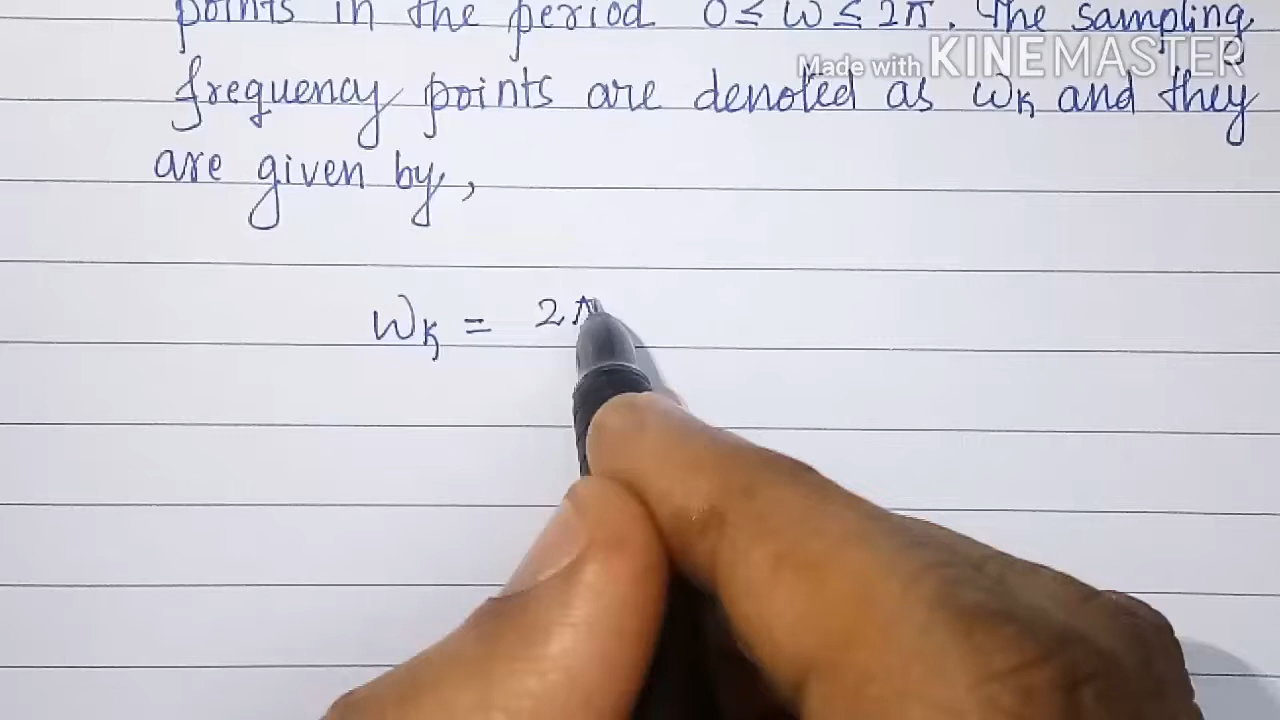 points in the period 0 ≤ ω ≤ 2π. The sampling
Made with KINEMASTER
frequency points are denoted as ωk and they
are given by,
ωk = 2π